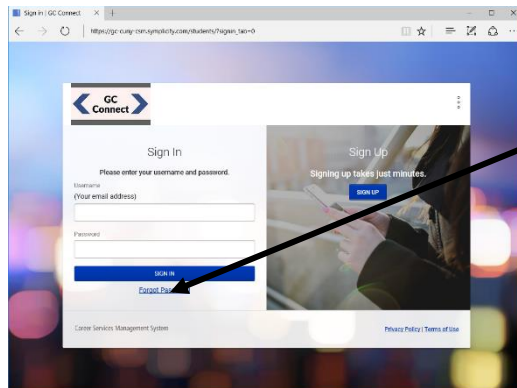 Sign in | GC Connect
https://gc-cuny-csm.symplicity.com/students/?signin_tab=0
GC
Connect
Sign In
Please enter your username and password.
Username
(Your email address)
Password
SIGN IN
Forgot
Sign Up
Signing up takes just minutes.
SIGN UP
Career Services Management System
Privacy Policy | Terms of Use